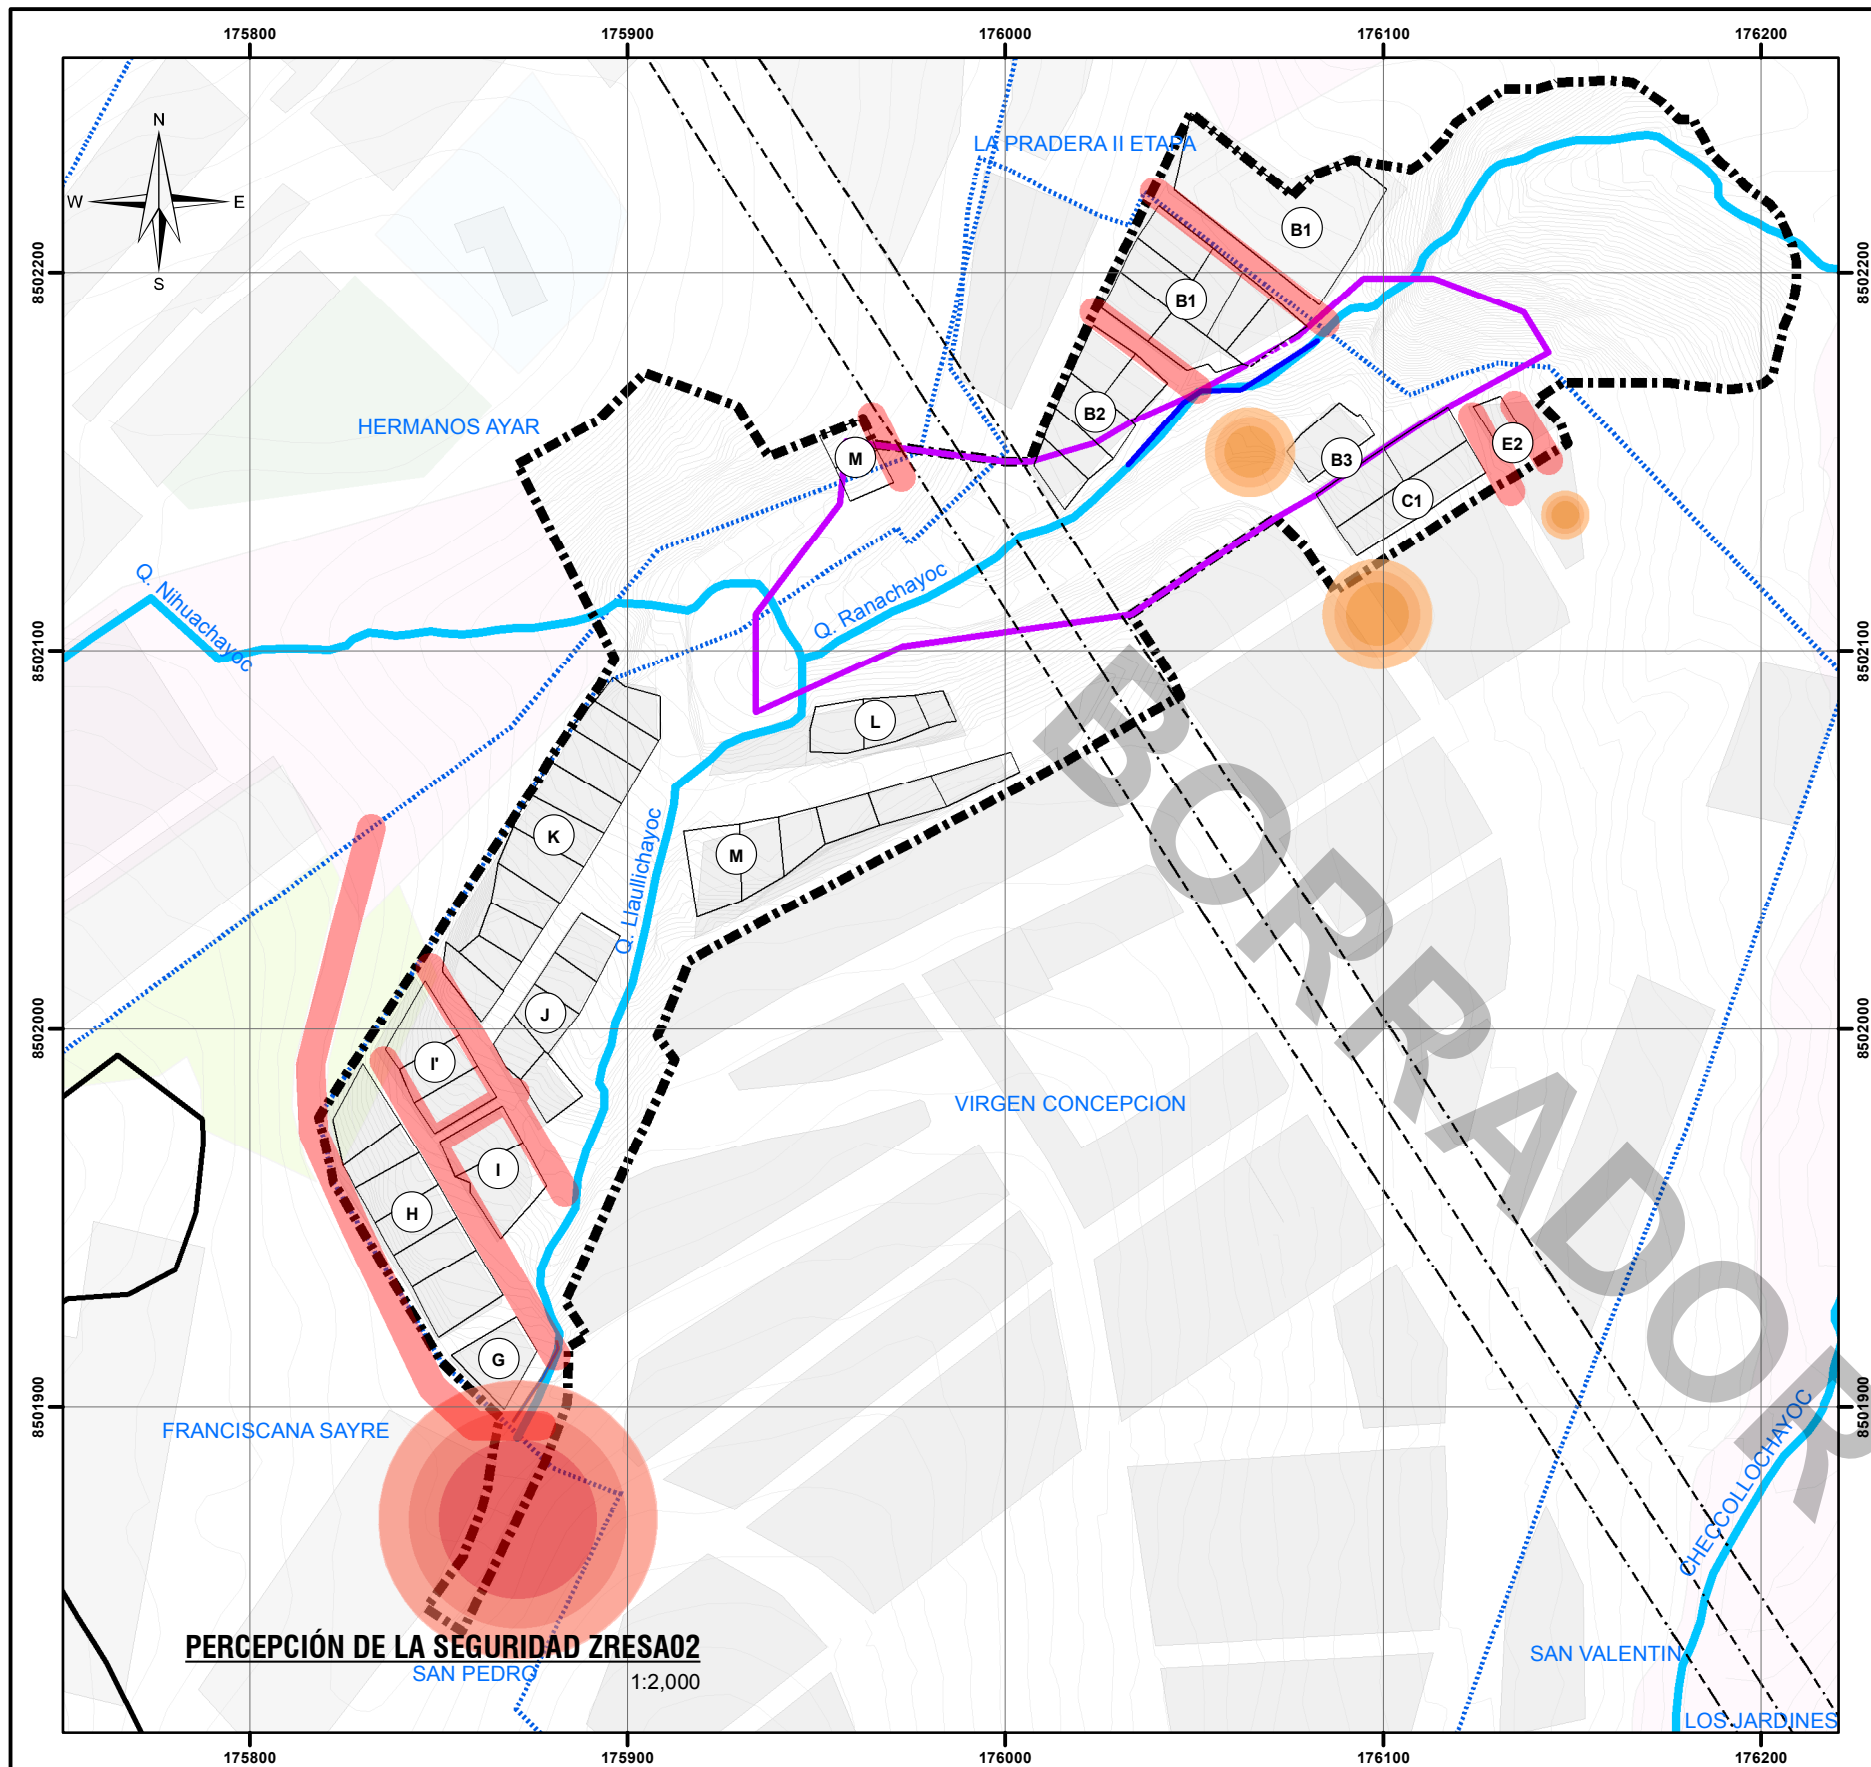 175800 175900 176000 176100 176200
N
W E
S
LA PRADERA II ETAPA
B1
8502200 8502200
B1
B2
HERMANOS AYAR
M
B3
E2
C1
Q. Nihuachayoc
Q. Ranachayoc
8502100 8502100
L
K
M
Q. Llaullichayoc
J
8502000 8502000
I'
VIRGEN CONCEPCION
I
H
G
BORRADOR
8501900 8501900
FRANCISCANA SAYRE
CHECCOLLOCHAYOC
PERCEPCIÓN DE LA SEGURIDAD ZRESA02
SAN PEDRO
1:2,000
SAN VALENTIN
LOS JARDINES
175800 175900 176000 176100 176200